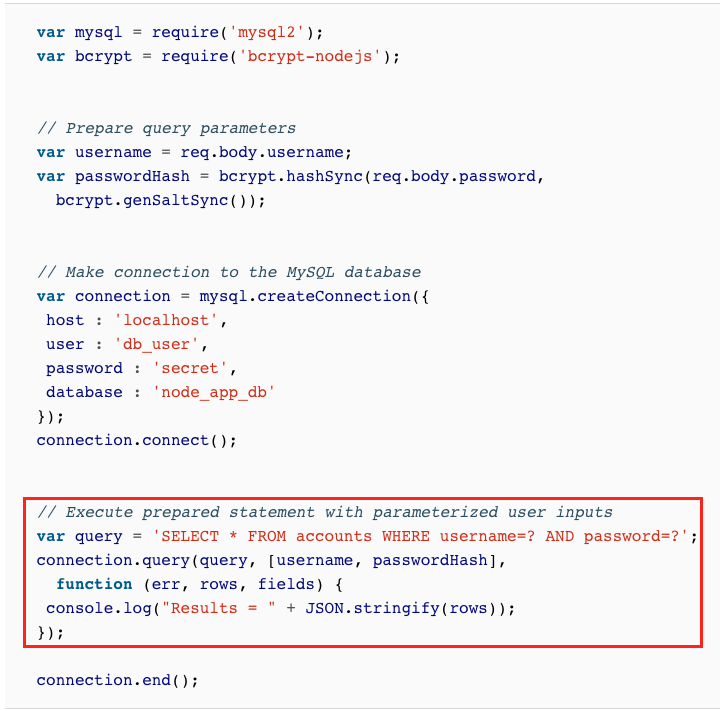 var mysql = require('mysql2');
var bcrypt = require('bcrypt-nodejs');
// Prepare query parameters
var username = req.body.username;
var passwordHash = bcrypt.hashSync(req.body.password,
bcrypt.genSaltSync());
// Make connection to the MySQL database
var connection = mysql.createConnection({
host : 'localhost',
user : 'db_user',
password : 'secret',
database : 'node_app_db'
});
connection.connect();
// Execute prepared statement with parameterized user inputs
var query = 'SELECT * FROM accounts WHERE username=? AND password=?';
connection.query(query, [username, passwordHash],
function (err, rows, fields) {
console.log("Results = " + JSON.stringify(rows));
});
connection.end();